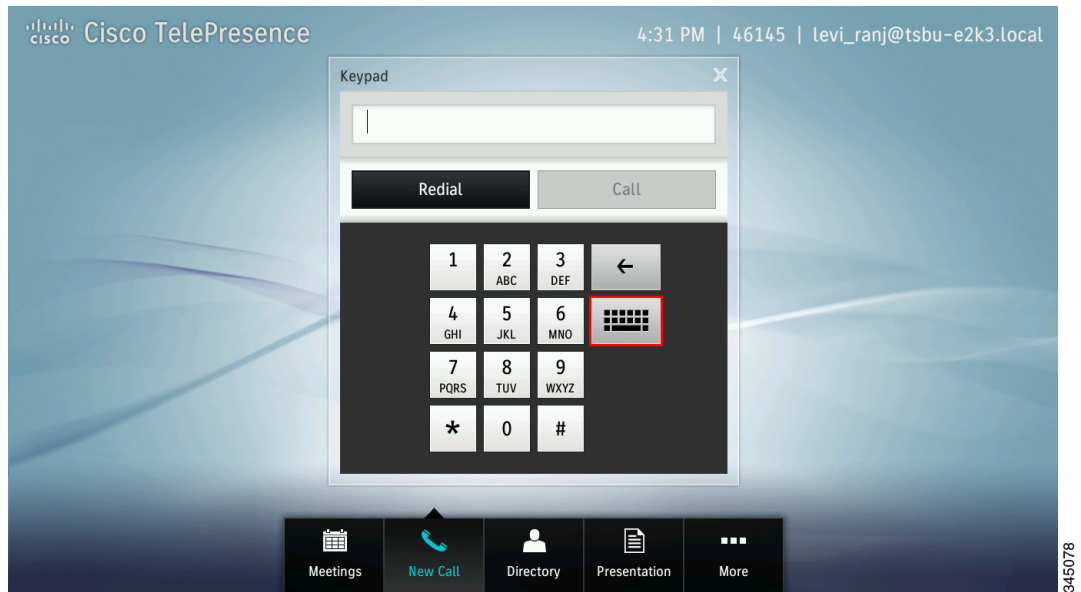 cisco Cisco TelePresence
4:31 PM | 46145 | levi_ranj@tsbu-e2k3.local
Keypad X
Redial Call
1 2 3 ←
ABC DEF
4 5 6
GHI JKL MNO
7 8 9
PQRS TUV WXYZ
* 0 #
Meetings New Call Directory Presentation More
345078